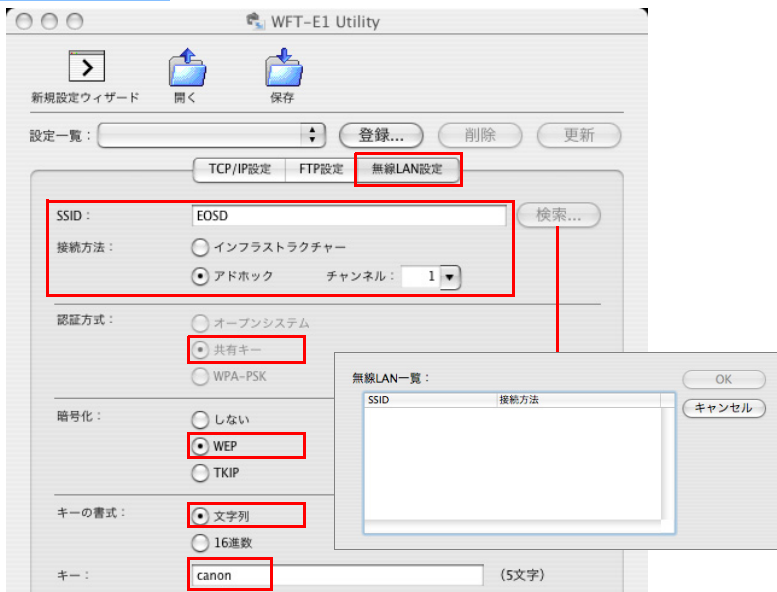 WFT-E1 Utility
新規設定ウィザード 開く 保存
設定一覧： 登録... 削除 更新
TCP/IP設定 FTP設定 無線LAN設定
SSID： EOSD 検索...
接続方法： インフラストラクチャー
アドホック チャンネル： 1
認証方式： オープンシステム
共有キー
WPA-PSK
暗号化： しない
WEP
TKIP
キーの書式： 文字列
16進数
キー： canon (5文字)
無線LAN一覧： OK
SSID 接続方法 キャンセル